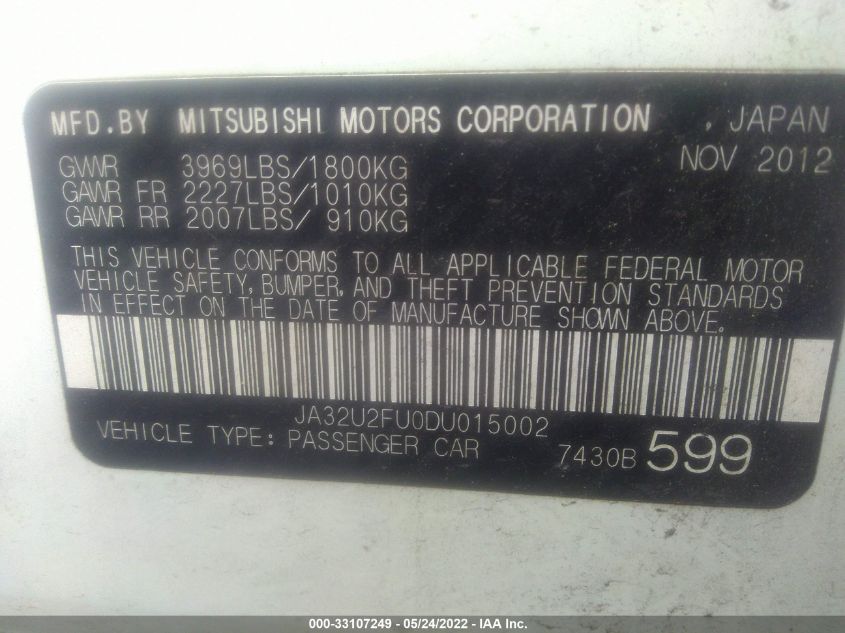 MFD.BY MITSUBISHI MOTORS CORPORATION , JAPAN
NOV 2012
GVWR 3969LBS/1800KG
GAWR FR 2227LBS/1010KG
GAWR RR 2007LBS/ 910KG
THIS VEHICLE CONFORMS TO ALL APPLICABLE FEDERAL MOTOR
VEHICLE SAFETY, BUMPER, AND THEFT PREVENTION STANDARDS
IN EFFECT ON THE DATE OF MANUFACTURE SHOWN ABOVE.
JA32U2FU0DU015002
VEHICLE TYPE: PASSENGER CAR 7430B 599
000-33107249 - 05/24/2022 - IAA Inc.